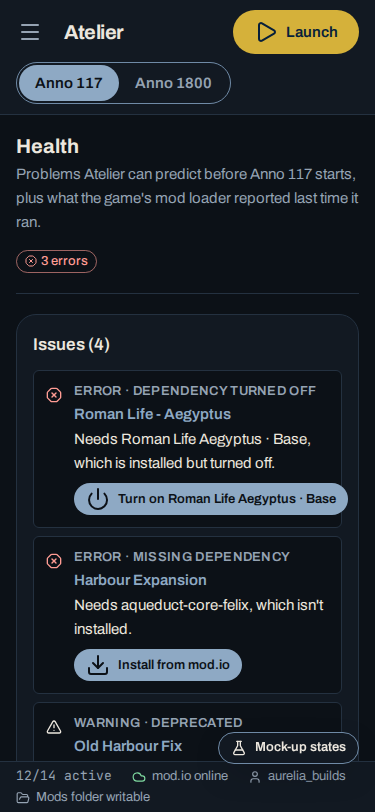 Atelier
Launch
Anno 117
Anno 1800
Health
Problems Atelier can predict before Anno 117 starts,
plus what the game's mod loader reported last time it
ran.
3 errors
Issues (4)
ERROR · DEPENDENCY TURNED OFF
Roman Life - Aegyptus
Needs Roman Life Aegyptus · Base,
which is installed but turned off.
Turn on Roman Life Aegyptus · Base
ERROR · MISSING DEPENDENCY
Harbour Expansion
Needs aqueduct-core-felix, which isn't
installed.
Install from mod.io
WARNING · DEPRECATED
Old Harbour Fix
Mock-up states
12/14 active
mod.io online
aurelia_builds
Mods folder writable